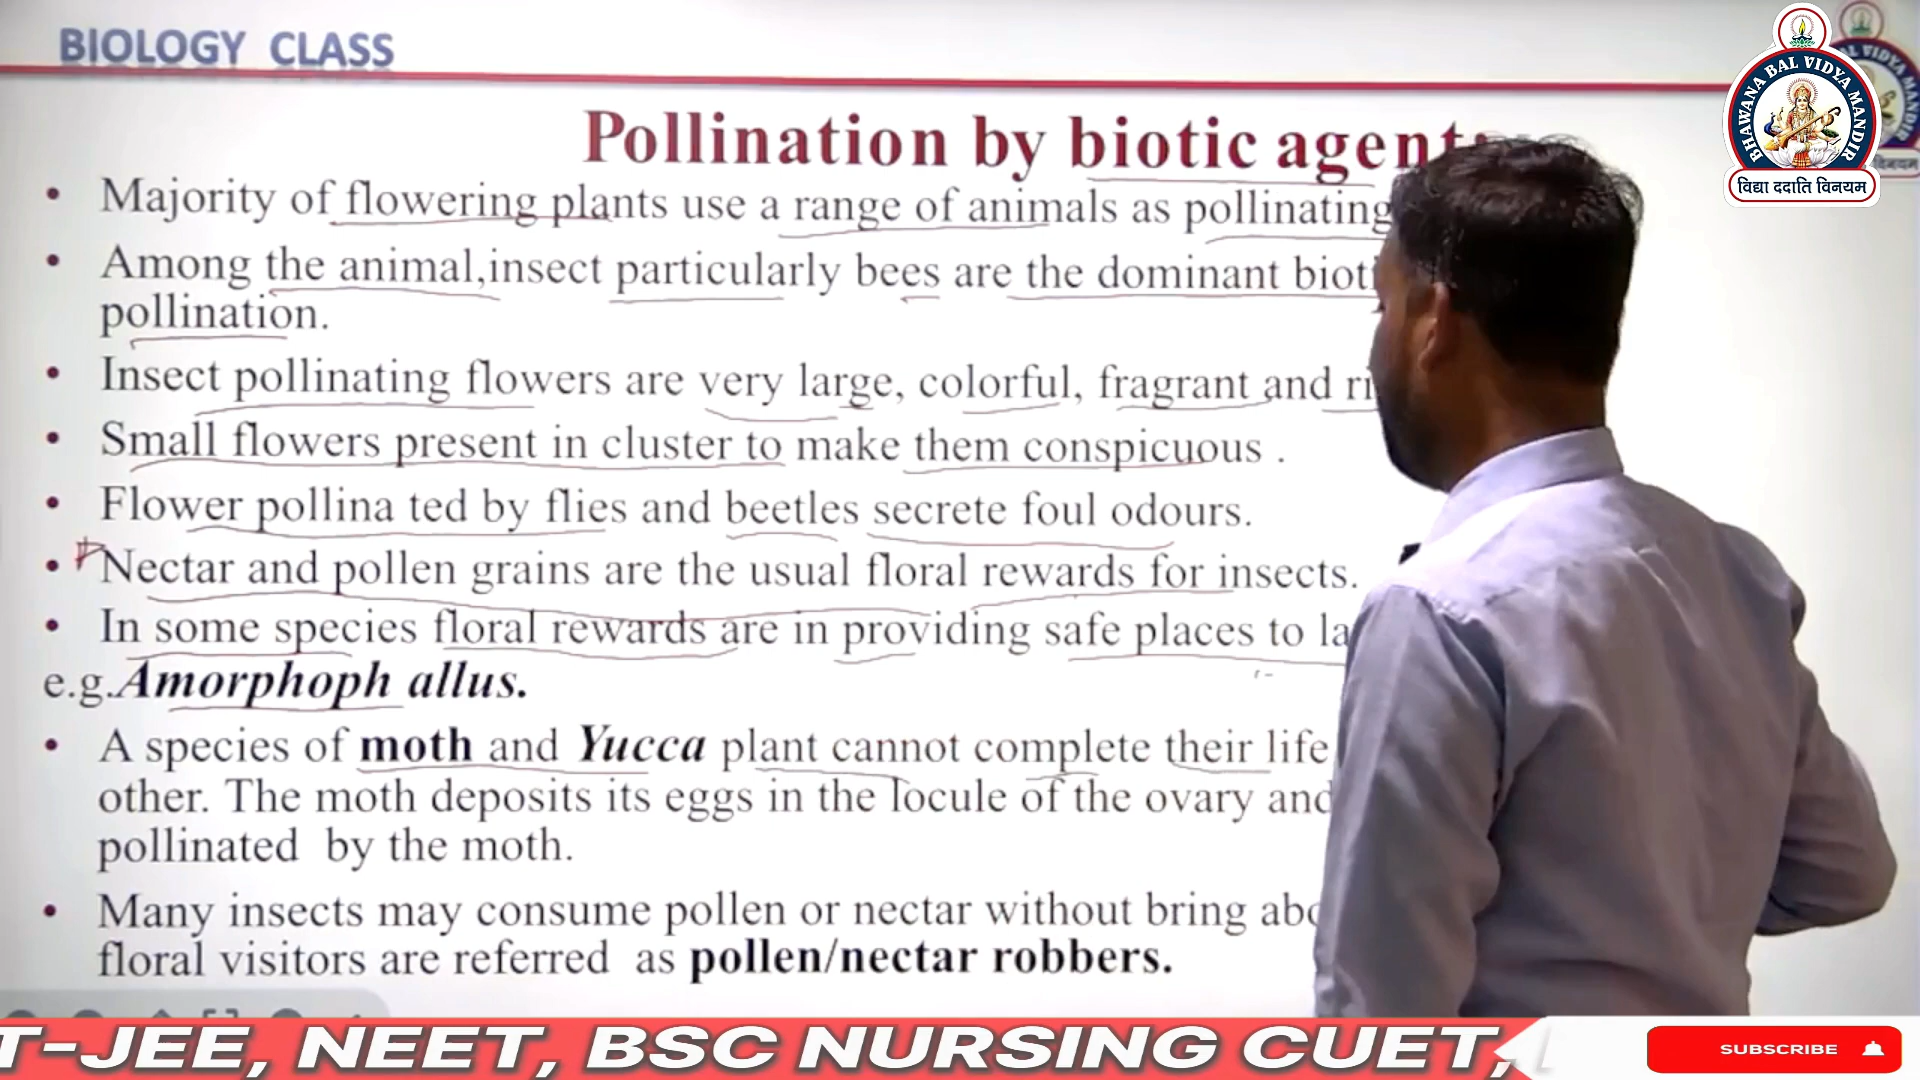 BIOLOGY CLASS
Pollination by biotic agent
• Majority of flowering plants use a range of animals as pollinating
• Among the animal,insect particularly bees are the dominant
pollination.
• Insect pollinating flowers are very large, colorful, fragrant and
• Small flowers present in cluster to make them conspicuous .
• Flower pollina ted by flies and beetles secrete foul odours.
• Nectar and pollen grains are the usual floral rewards for insects.
• In some species floral rewards are in providing safe places to
e.g.Amorphoph allus.
• A species of moth and Yucca plant cannot complete their life
other. The moth deposits its eggs in the locule of the ovary and
pollinated by the moth.
• Many insects may consume pollen or nectar without bring
floral visitors are referred as pollen/nectar robbers.
BHAWANA BAL VIDYA MANDIR
विद्या ददाति विनयम
T-JEE, NEET, BSC NURSING CUET,
SUBSCRIBE